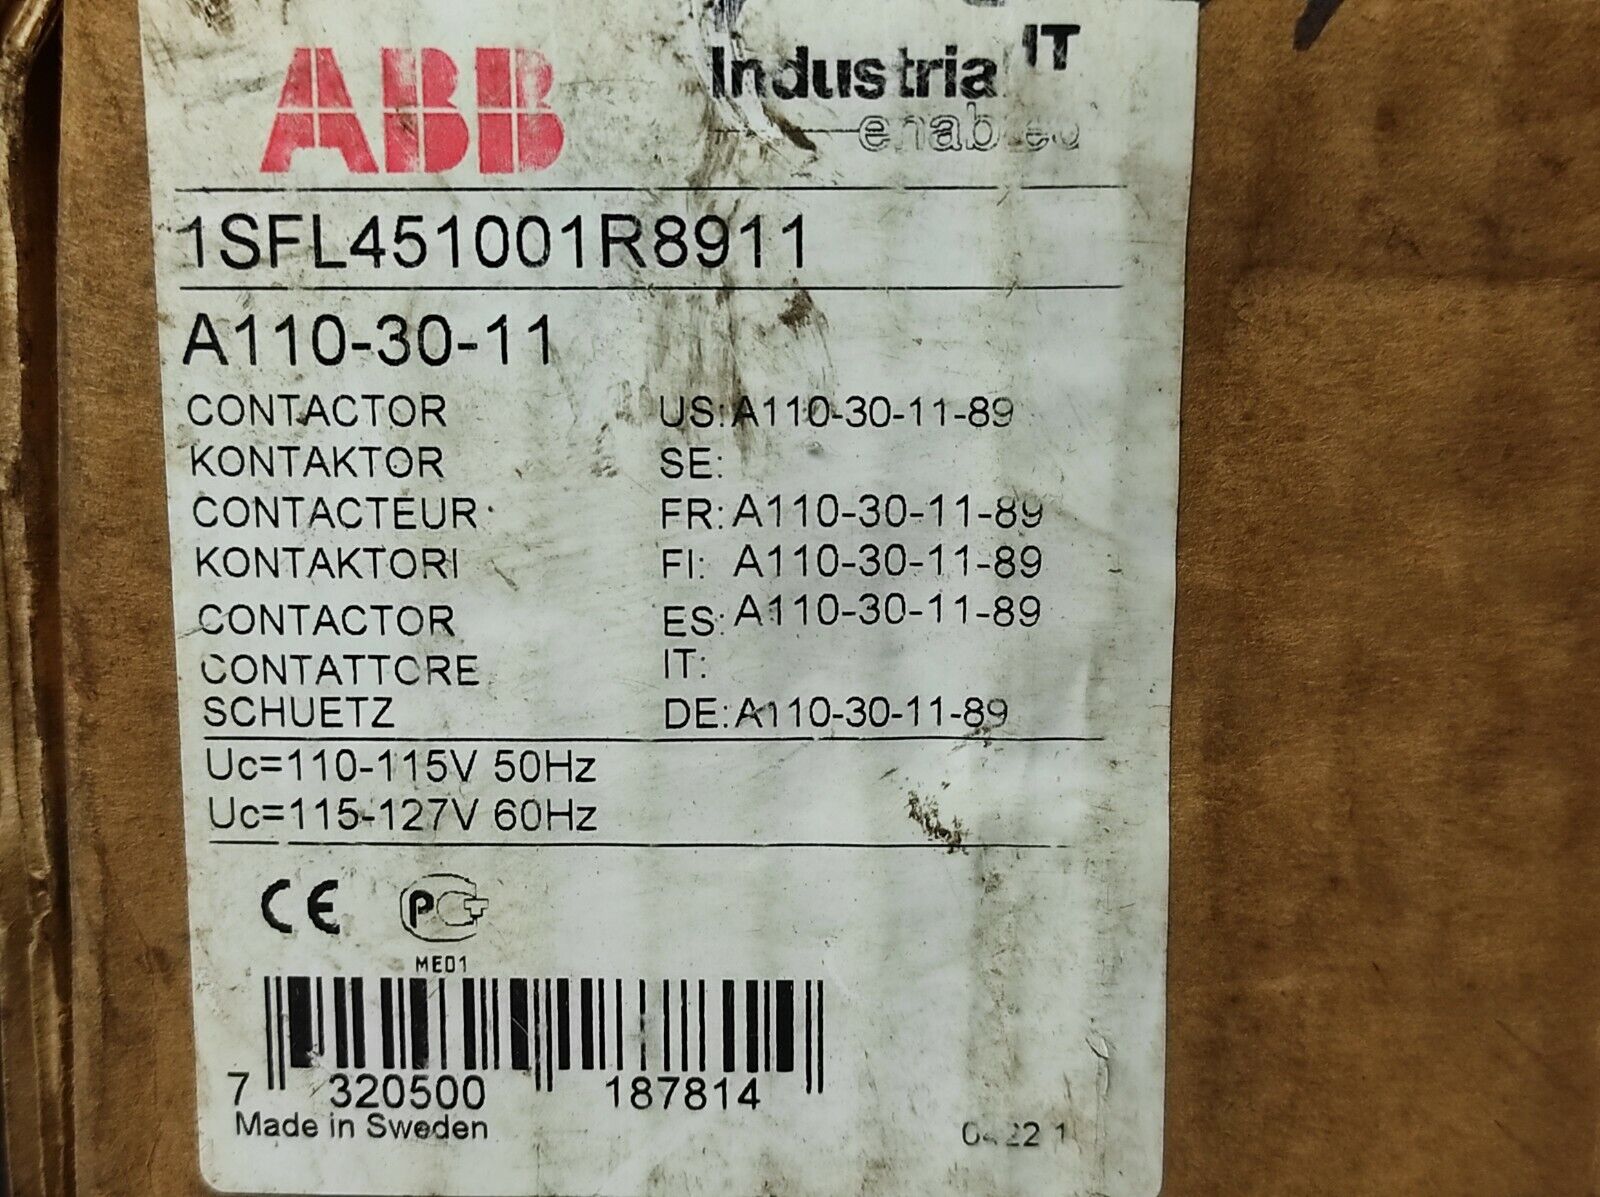 ABB Industrial IT
enabled
1SFL451001R8911
A110-30-11
CONTACTOR US:A110-30-11-89
KONTAKTOR SE:
CONTACTEUR FR:A110-30-11-89
KONTAKTORI FI: A110-30-11-89
CONTACTOR ES:A110-30-11-89
CONTATTORE IT:
SCHUETZ DE:A110-30-11-89
Uc=110-115V 50Hz
Uc=115-127V 60Hz
CE PCT
ME01
7 320500 187814
Made in Sweden